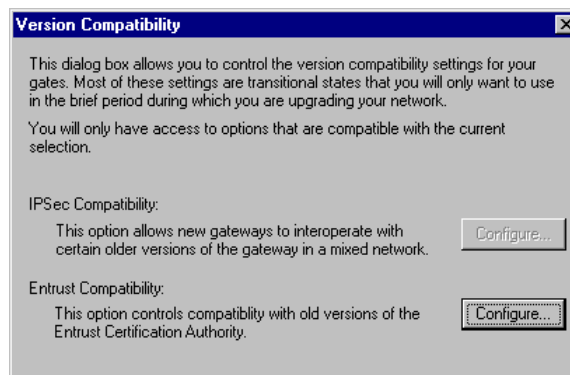 Version Compatibility
This dialog box allows you to control the version compatibility settings for your
gates. Most of these settings are transitional states that you will only want to use
in the brief period during which you are upgrading your network.
You will only have access to options that are compatible with the current
selection.
IPSec Compatibility:
This option allows new gateways to interoperate with
certain older versions of the gateway in a mixed network.
Configure...
Entrust Compatibility:
This option controls compatiblity with old versions of the
Entrust Certification Authority.
Configure...